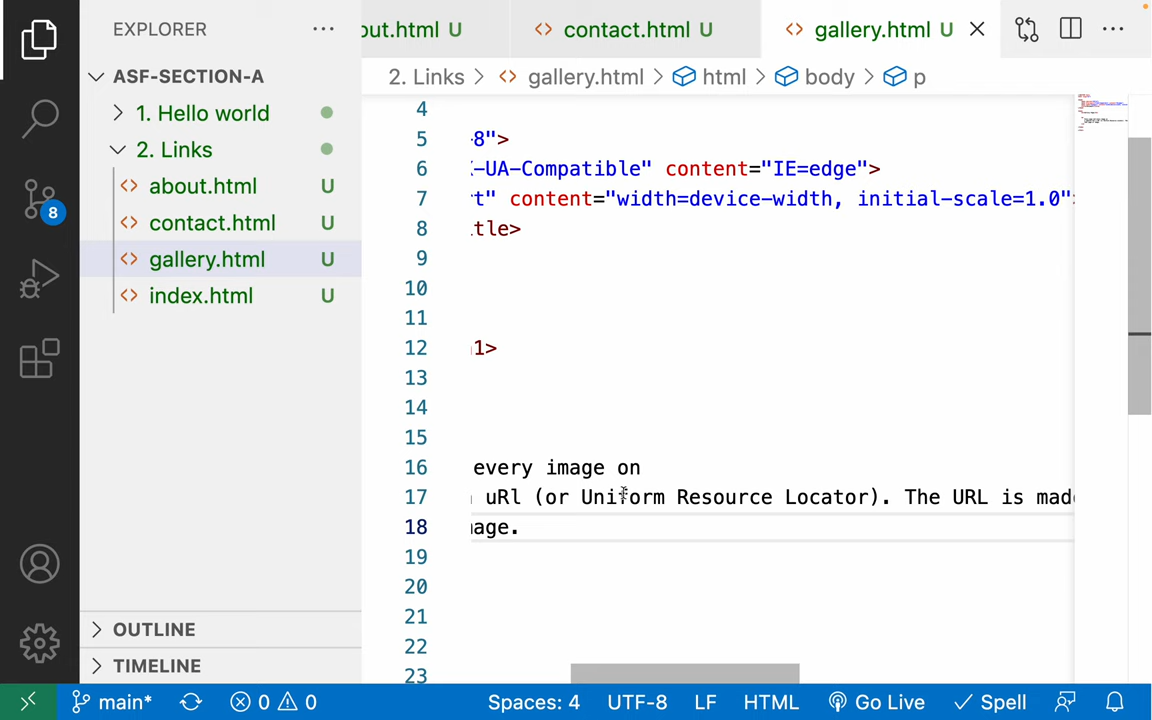 EXPLORER
out.html U
contact.html U
gallery.html U
ASF-SECTION-A
2. Links > gallery.html > html > body > p
1. Hello world
2. Links
about.html U
contact.html U
gallery.html U
index.html U
8
4
5 -8">
6 X-UA-Compatible" content="IE=edge">
7 rt" content="width=device-width, initial-scale=1.0"
8 tle>
9
10
11
12 1>
13
14
15
16 every image on
17 uRl (or Uniform Resource Locator). The URL is made
18 mage.
19
20
21
22
23
OUTLINE
TIMELINE
main* 0 0 Spaces: 4 UTF-8 LF HTML Go Live Spell